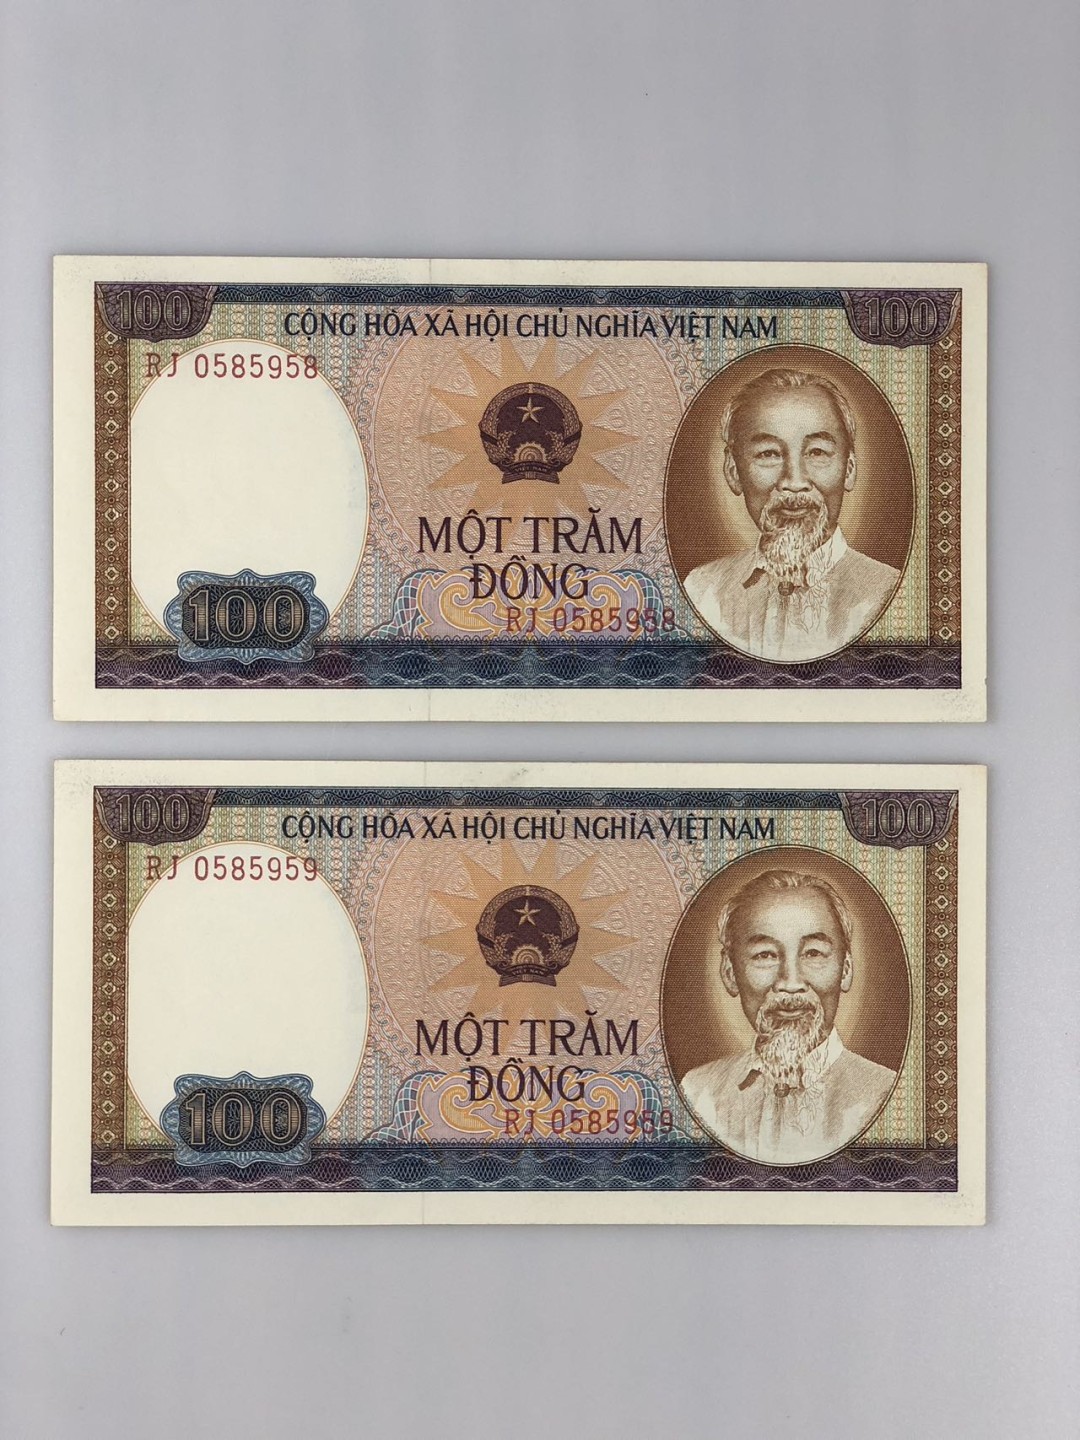 100 100
CỘNG HÒA XÃ HỘI CHỦ NGHĨA VIỆT NAM
RJ 0585958
MỘT TRĂM
ĐỒNG
100
RJ 0585958
100 100
CỘNG HÒA XÃ HỘI CHỦ NGHĨA VIỆT NAM
RJ 0585959
MỘT TRĂM
ĐỒNG
100
RJ 0585959